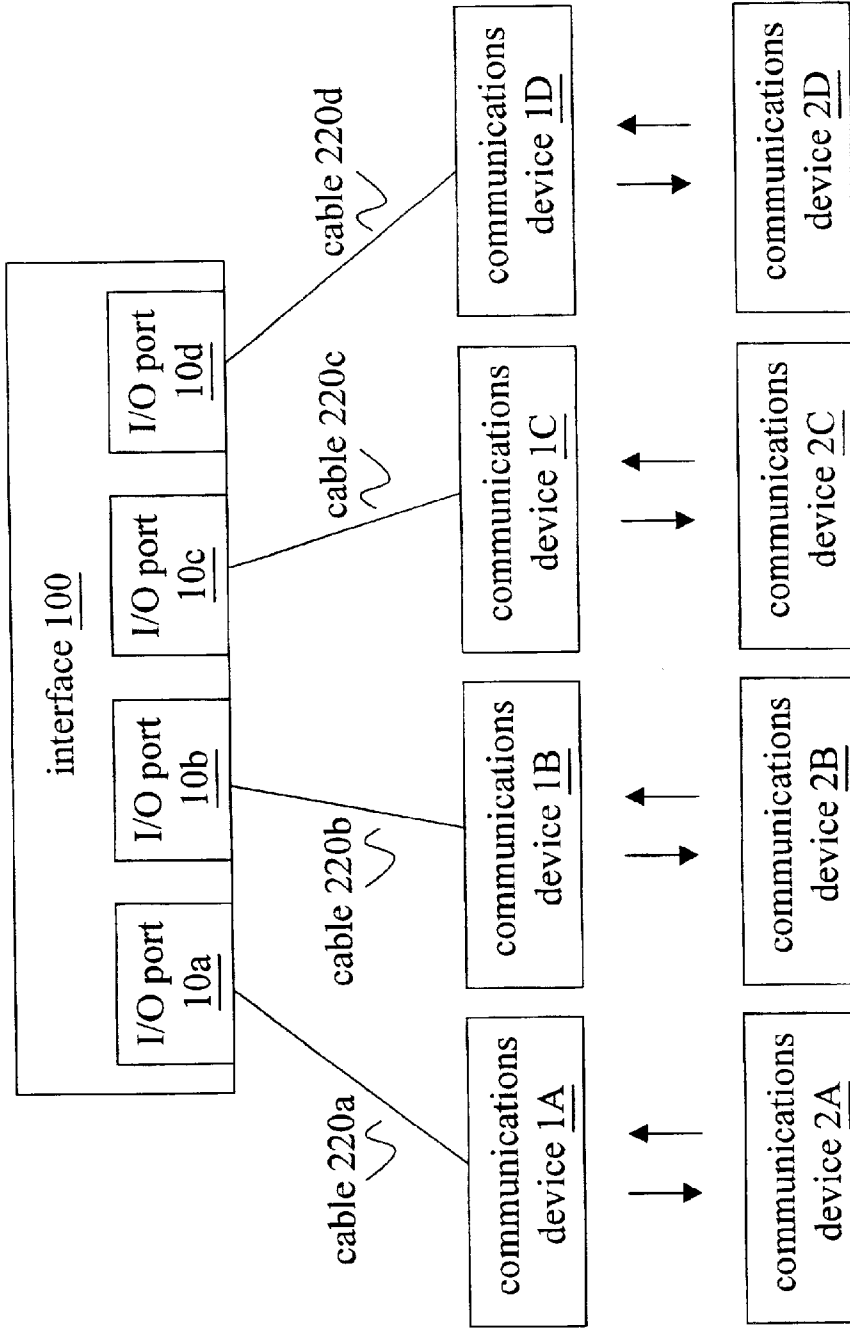 interface 100
I/O port
10a
I/O port
10b
I/O port
10c
I/O port
10d
cable 220a
cable 220b
cable 220c
cable 220d
communications
device 1A
communications
device 1B
communications
device 1C
communications
device 1D
communications
device 2A
communications
device 2B
communications
device 2C
communications
device 2D